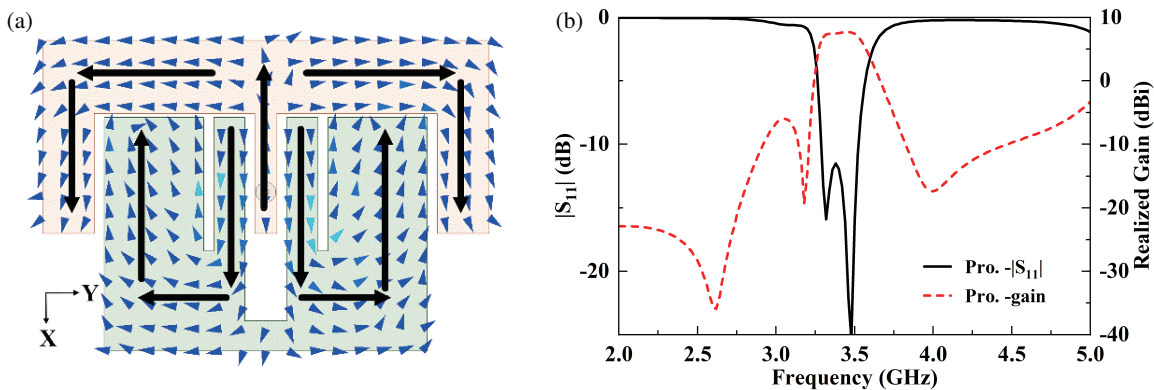 (a)
Y
X
(b)
0
-10
-20
|S11| (dB)
10
0
-10
-20
-30
-40
Realized Gain (dBi)
Pro. -|S11|
Pro. -gain
2.0 2.5 3.0 3.5 4.0 4.5 5.0
Frequency (GHz)